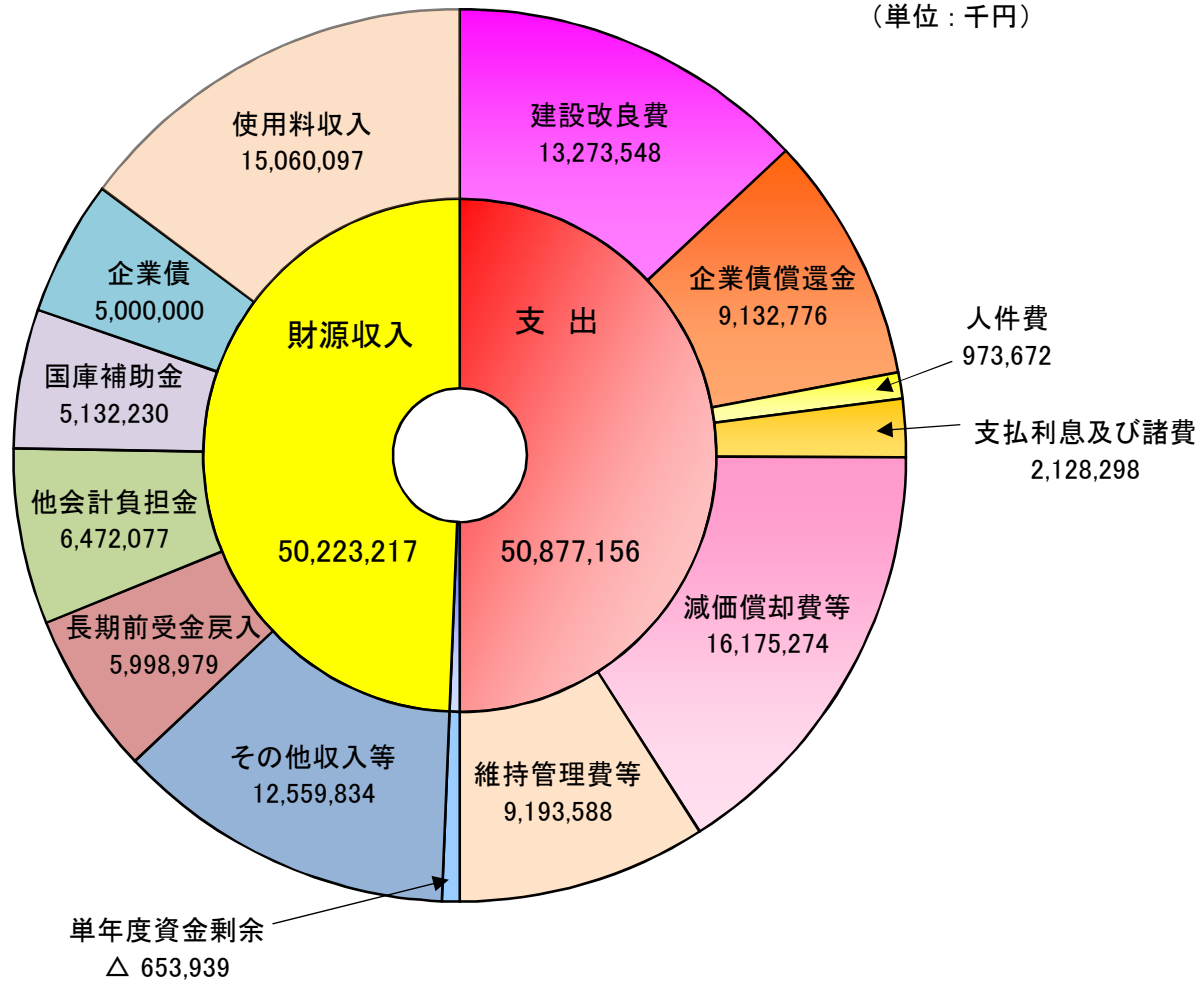 （単位：千円）
使用料収入
15,060,097
建設改良費
13,273,548
企業債
5,000,000
企業債償還金
9,132,776
財源収入
支 出
人件費
973,672
国庫補助金
5,132,230
支払利息及び諸費
2,128,298
他会計負担金
6,472,077
50,223,217
50,877,156
長期前受金戻入
5,998,979
減価償却費等
16,175,274
その他収入等
12,559,834
維持管理費等
9,193,588
単年度資金剰余
△ 653,939